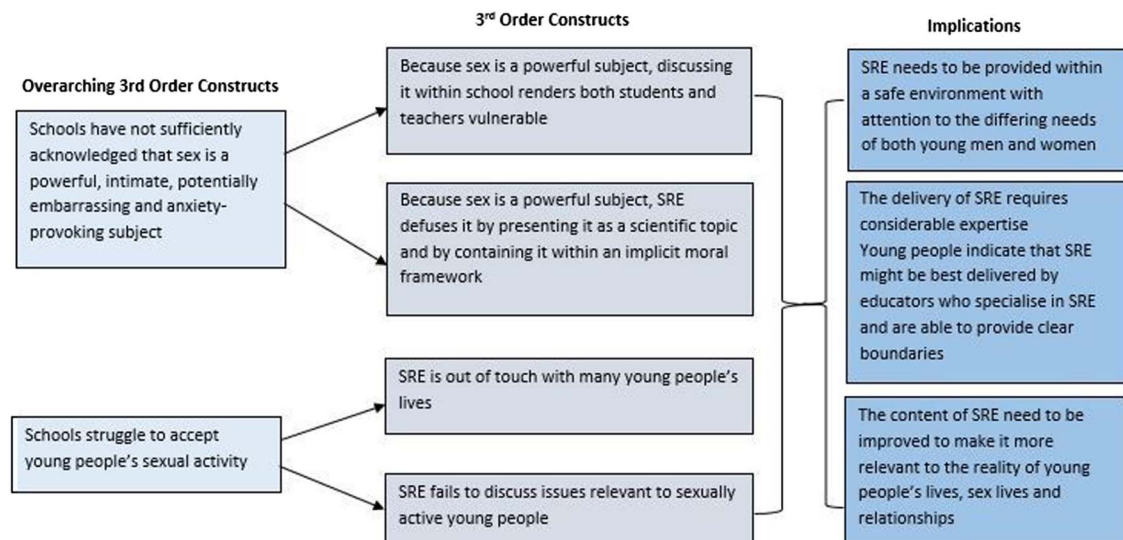 Overarching 3rd Order Constructs
Schools have not sufficiently
acknowledged that sex is a
powerful, intimate, potentially
embarrassing and anxiety-
provoking subject
Schools struggle to accept
young people's sexual activity
3rd Order Constructs
Because sex is a powerful subject, discussing
it within school renders both students and
teachers vulnerable
Because sex is a powerful subject, SRE
defuses it by presenting it as a scientific topic
and by containing it within an implicit moral
framework
SRE is out of touch with many young people's
lives
SRE fails to discuss issues relevant to sexually
active young people
Implications
SRE needs to be provided within
a safe environment with
attention to the differing needs
of both young men and women
The delivery of SRE requires
considerable expertise
Young people indicate that SRE
might be best delivered by
educators who specialise in SRE
and are able to provide clear
boundaries
The content of SRE need to be
improved to make it more
relevant to the reality of young
people's lives, sex lives and
relationships